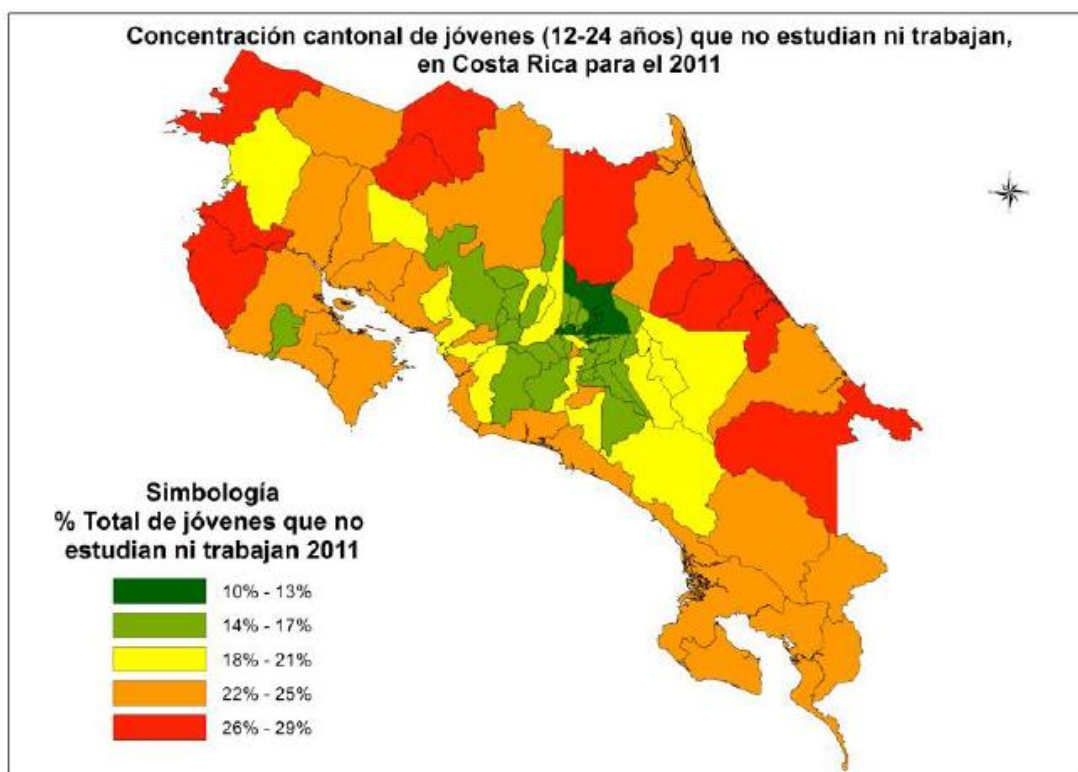 Concentración cantonal de jóvenes (12-24 años) que no estudian ni trabajan,
en Costa Rica para el 2011
Simbología
% Total de jóvenes que no
estudian ni trabajan 2011
10% - 13%
14% - 17%
18% - 21%
22% - 25%
26% - 29%